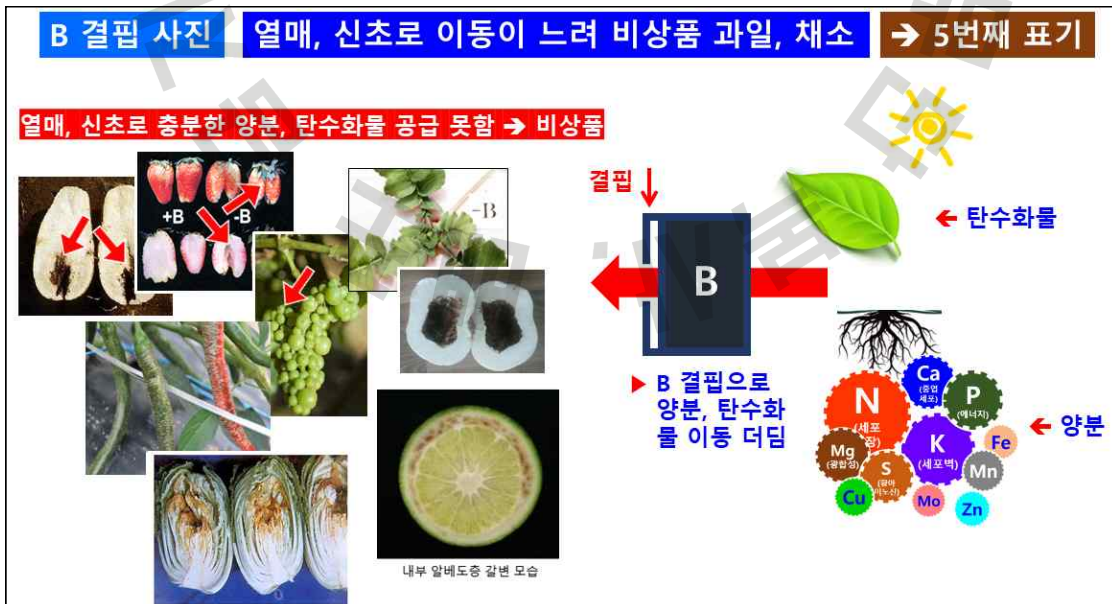 B 결핍 사진
열매, 신초로 이동이 느려 비상품 과일, 채소
➔ 5번째 표기
열매, 신초로 충분한 양분, 탄수화물 공급 못함 ➔ 비상품
+B
-B
-B
내부 알베도층 갈변 모습
결핍
B
▶ B 결핍으로
양분, 탄수화
물 이동 더딤
← 탄수화물
Ca
P
(에너지)
N
(세포
K
(세포벽)
Fe
Mg
(광합성)
S
Mn
Cu
Mo
Zn
← 양분